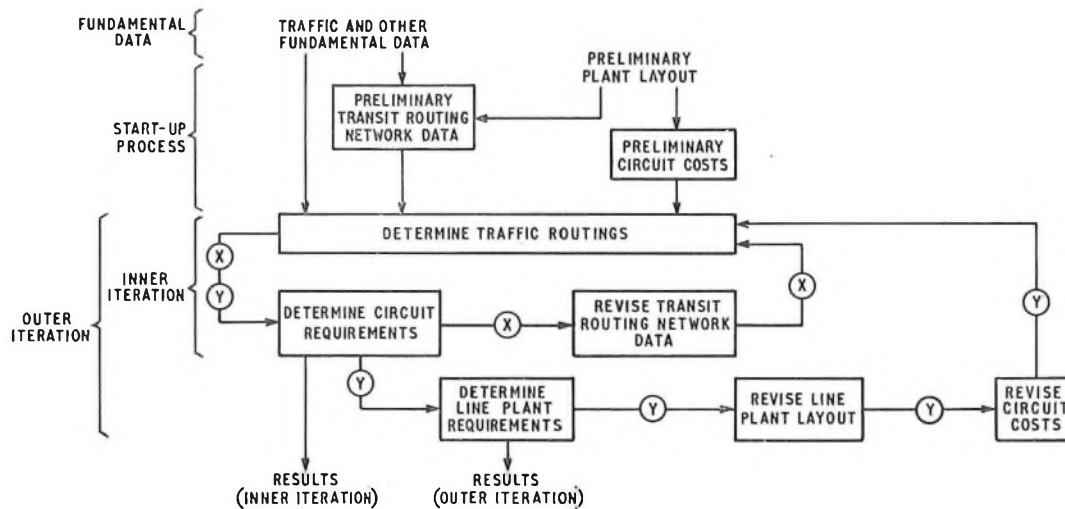 FUNDAMENTAL
DATA
TRAFFIC AND OTHER
FUNDAMENTAL DATA
PRELIMINARY
PLANT LAYOUT
START-UP
PROCESS
PRELIMINARY
TRANSIT ROUTING
NETWORK DATA
PRELIMINARY
CIRCUIT COSTS
DETERMINE TRAFFIC ROUTINGS
OUTER
ITERATION
INNER
ITERATION
X
Y
DETERMINE CIRCUIT
REQUIREMENTS
X
REVISE TRANSIT
ROUTING NETWORK
DATA
X
Y
Y
DETERMINE
LINE PLANT
REQUIREMENTS
Y
REVISE LINE
PLANT LAYOUT
Y
REVISE
CIRCUIT
COSTS
RESULTS
(INNER ITERATION)
RESULTS
(OUTER ITERATION)